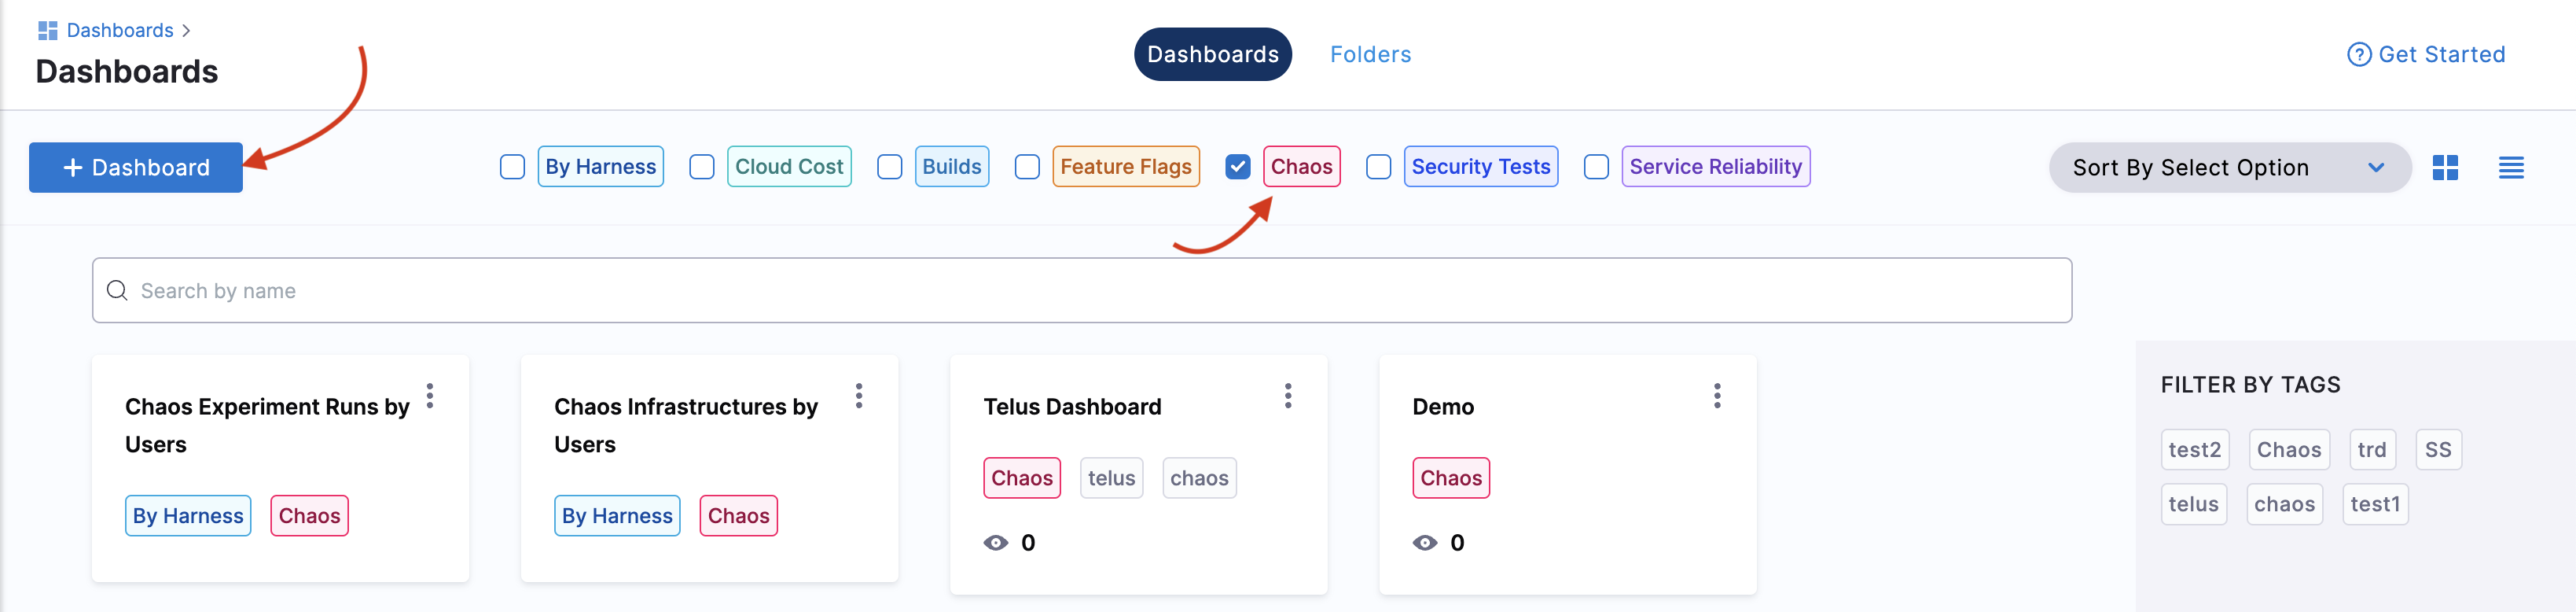 Dashboards >
Dashboards
Dashboards Folders
? Get Started
+ Dashboard
By Harness Cloud Cost Builds Feature Flags Chaos Security Tests Service Reliability
Sort By Select Option
Search by name
Chaos Experiment Runs by
Users
By Harness Chaos
Chaos Infrastructures by
Users
By Harness Chaos
Telus Dashboard
Chaos telus chaos
0
Demo
Chaos
0
FILTER BY TAGS
test2 Chaos trd SS
telus chaos test1